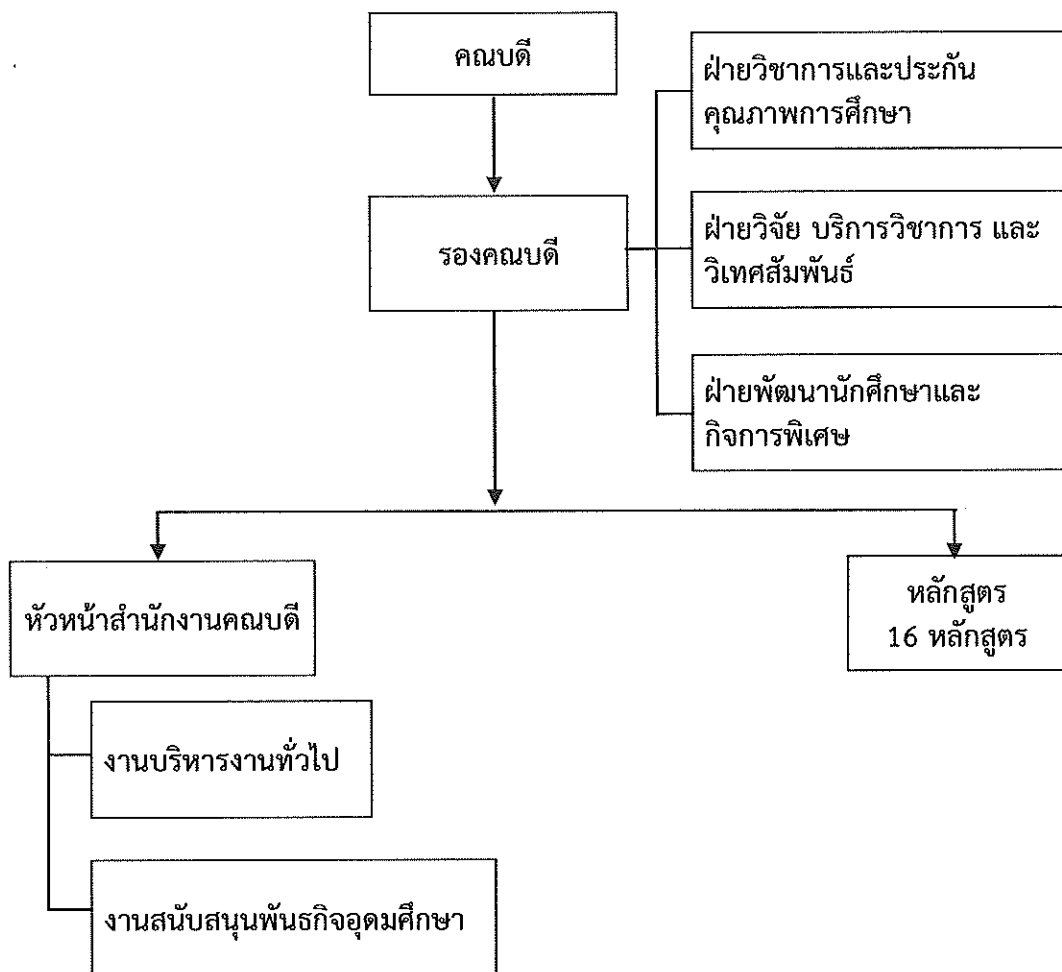 คณบดี
ฝ่ายวิชาการและประกัน
คุณภาพการศึกษา
รองคณบดี
ฝ่ายวิจัย บริการวิชาการ และ
วิเทศสัมพันธ์
ฝ่ายพัฒนานักศึกษาและ
กิจการพิเศษ
หัวหน้าสำนักงานคณบดี
หลักสูตร
16 หลักสูตร
งานบริหารงานทั่วไป
งานสนับสนุนพันธกิจอุดมศึกษา